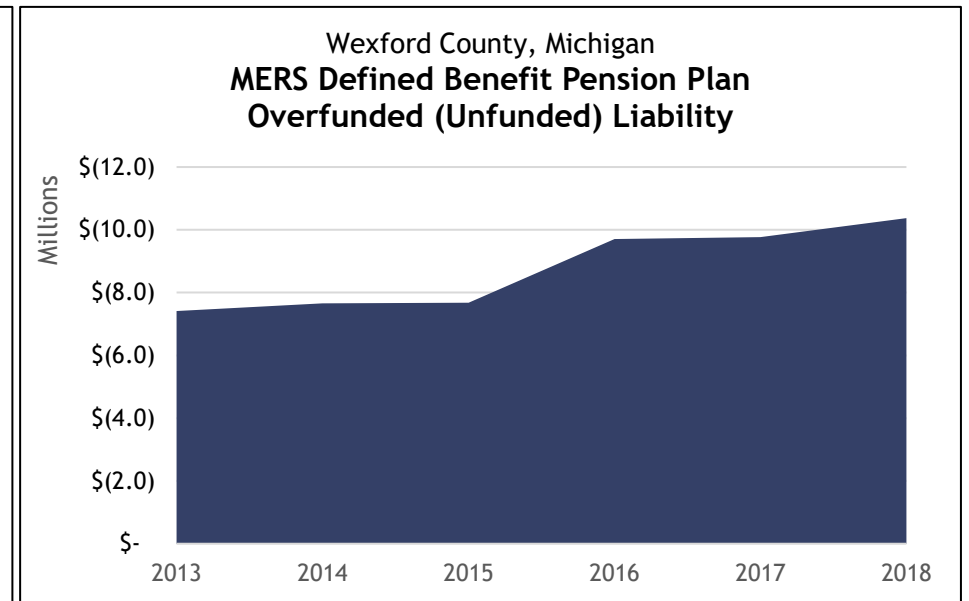 Wexford County, Michigan
MERS Defined Benefit Pension Plan
Overfunded (Unfunded) Liability
Millions
$(12.0)
$(10.0)
$(8.0)
$(6.0)
$(4.0)
$(2.0)
$-
2013 2014 2015 2016 2017 2018